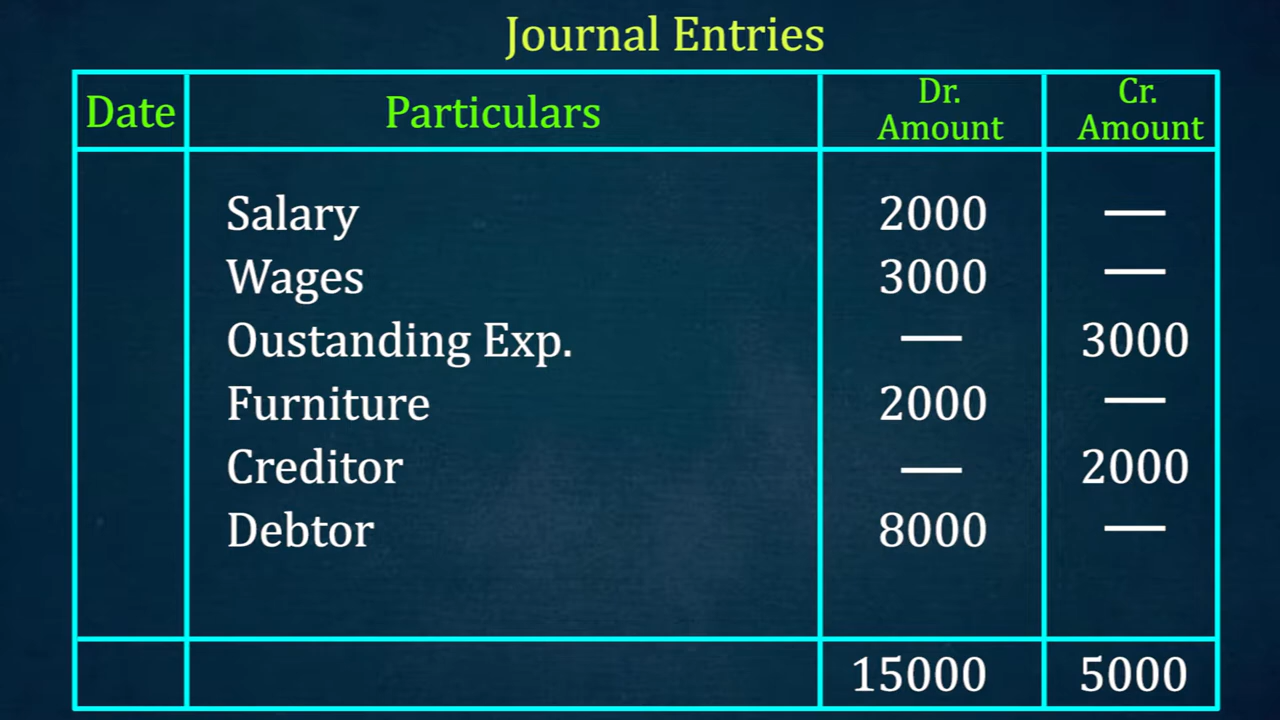 Journal Entries
Date Particulars Dr. Amount Cr. Amount
Salary 2000 —
Wages 3000 —
Oustanding Exp. — 3000
Furniture 2000 —
Creditor — 2000
Debtor 8000 —
15000 5000